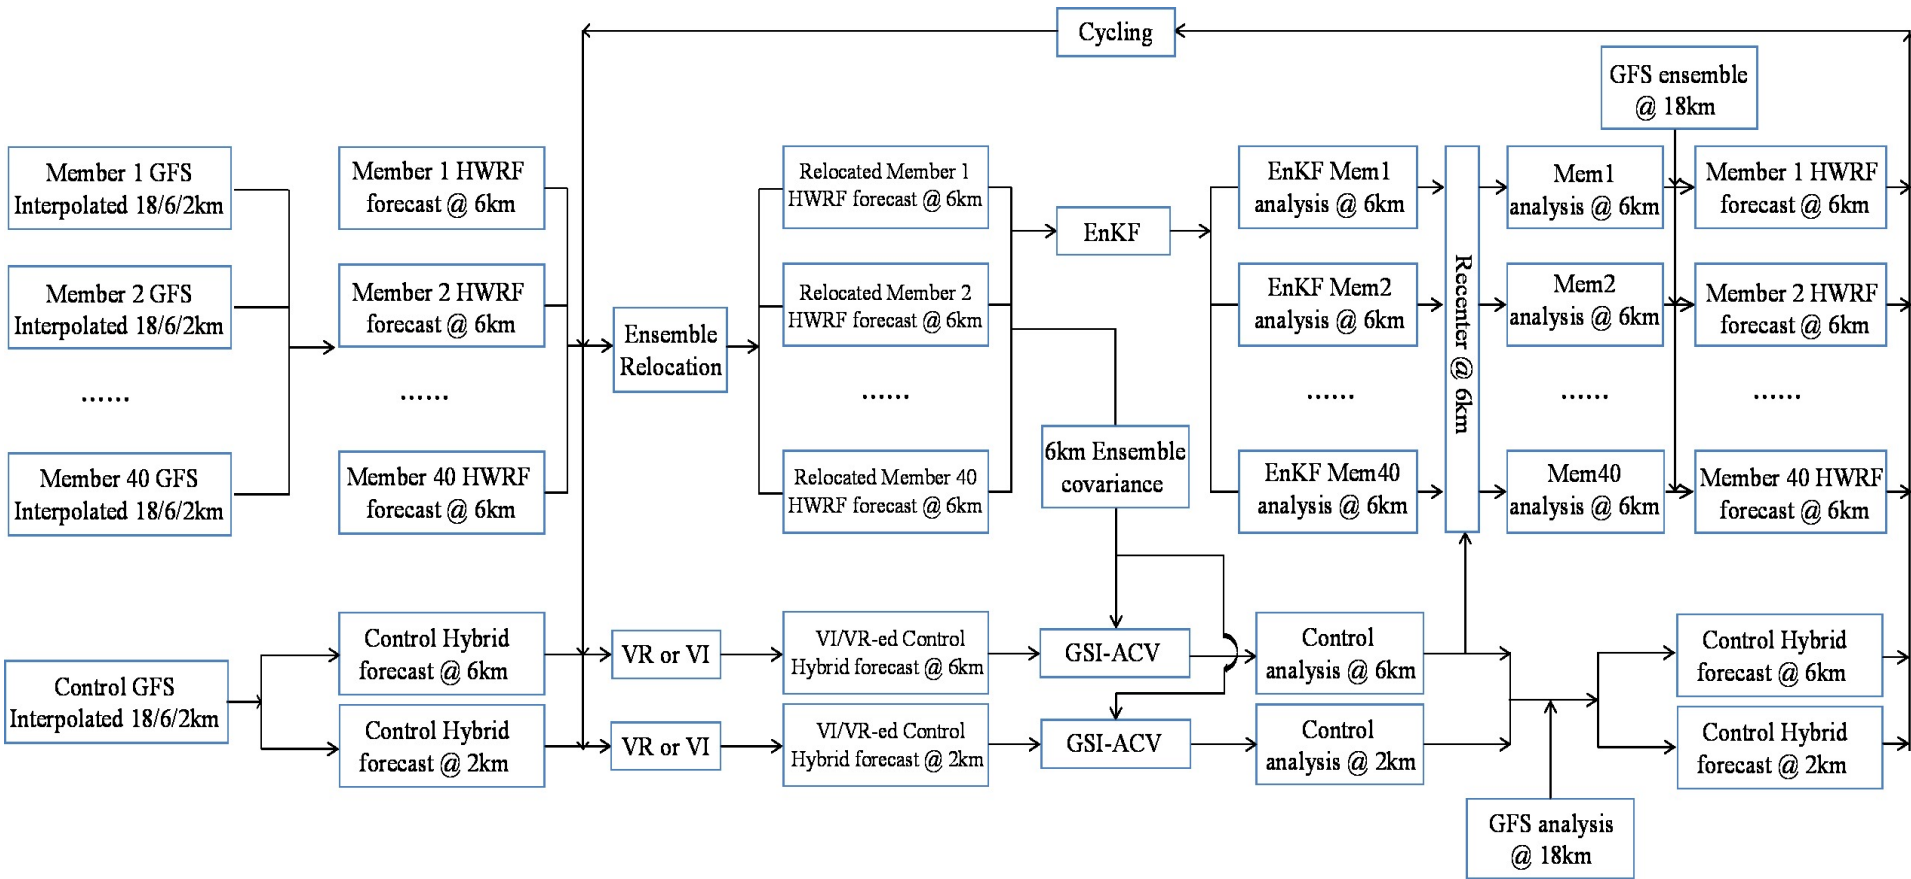 Cycling
GFS ensemble
@ 18km
Member 1 GFS
Interpolated 18/6/2km
Member 1 HWRF
forecast @ 6km
Relocated Member 1
HWRF forecast @ 6km
EnKF
EnKF Mem1
analysis @ 6km
Recenter @ 6km
Mem1
analysis @ 6km
Member 1 HWRF
forecast @ 6km
Member 2 GFS
Interpolated 18/6/2km
Member 2 HWRF
forecast @ 6km
Ensemble
Relocation
Relocated Member 2
HWRF forecast @ 6km
EnKF Mem2
analysis @ 6km
Mem2
analysis @ 6km
Member 2 HWRF
forecast @ 6km
......
......
......
......
......
......
Member 40 GFS
Interpolated 18/6/2km
Member 40 HWRF
forecast @ 6km
Relocated Member 40
HWRF forecast @ 6km
6km Ensemble
covariance
EnKF Mem40
analysis @ 6km
Mem40
analysis @ 6km
Member 40 HWRF
forecast @ 6km
Control GFS
Interpolated 18/6/2km
Control Hybrid
forecast @ 6km
VR or VI
VI/VR-ed Control
Hybrid forecast @ 6km
GSI-ACV
Control
analysis @ 6km
Control Hybrid
forecast @ 6km
Control Hybrid
forecast @ 2km
VR or VI
VI/VR-ed Control
Hybrid forecast @ 2km
GSI-ACV
Control
analysis @ 2km
Control Hybrid
forecast @ 2km
GFS analysis
@ 18km